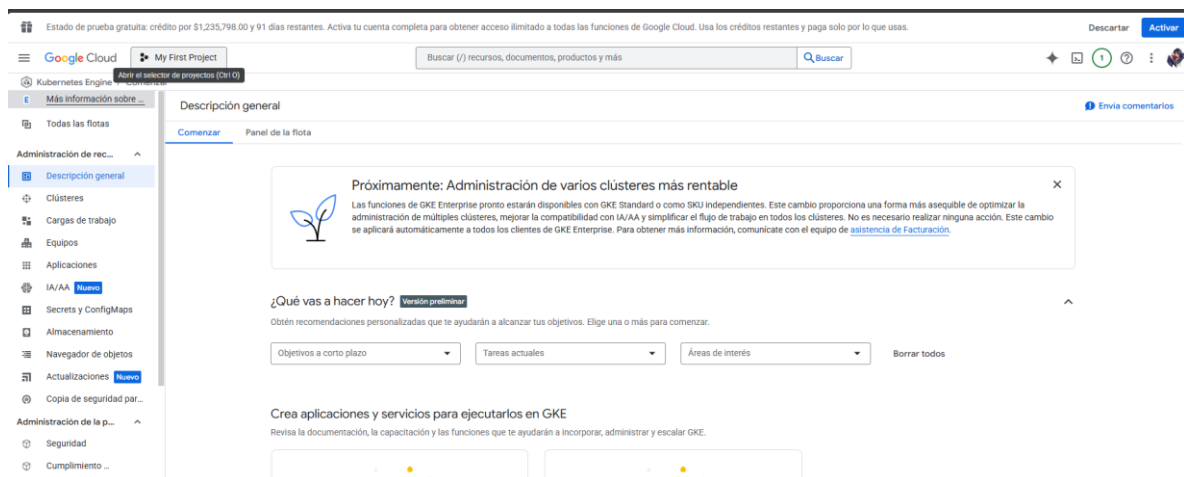 Estado de prueba gratuita: crédito por $1,235,798.00 y 91 días restantes. Activa tu cuenta completa para obtener acceso ilimitado a todas las funciones de Google Cloud. Usa los créditos restantes y paga solo por lo que usas.
Descartar
Activar
Google Cloud
My First Project
Buscar (/) recursos, documentos, productos y más
Buscar
1
Abrir el selector de proyectos (Ctrl O)
Kubernetes Engine
E
Más información sobre ...
Todas las flotas
Administración de rec...
Descripción general
Clústeres
Cargas de trabajo
Equipos
Aplicaciones
IA/AA Nuevo
Secrets y ConfigMaps
Almacenamiento
Navegador de objetos
Actualizaciones Nuevo
Copia de seguridad par...
Administración de la p...
Seguridad
Cumplimiento ...
Descripción general
Envía comentarios
Comenzar
Panel de la flota
Próximamente: Administración de varios clústeres más rentable
Las funciones de GKE Enterprise pronto estarán disponibles con GKE Standard o como SKU independientes. Este cambio proporciona una forma más asequible de optimizar la
administración de múltiples clústeres, mejorar la compatibilidad con IA/AA y simplificar el flujo de trabajo en todos los clústeres. No es necesario realizar ninguna acción. Este cambio
se aplicará automáticamente a todos los clientes de GKE Enterprise. Para obtener más información, comunícate con el equipo de asistencia de Facturación.
¿Qué vas a hacer hoy? Versión preliminar
Obtén recomendaciones personalizadas que te ayudarán a alcanzar tus objetivos. Elige una o más para comenzar.
Objetivos a corto plazo
Tareas actuales
Áreas de interés
Borrar todos
Crea aplicaciones y servicios para ejecutarlos en GKE
Revisa la documentación, la capacitación y las funciones que te ayudarán a incorporar, administrar y escalar GKE.